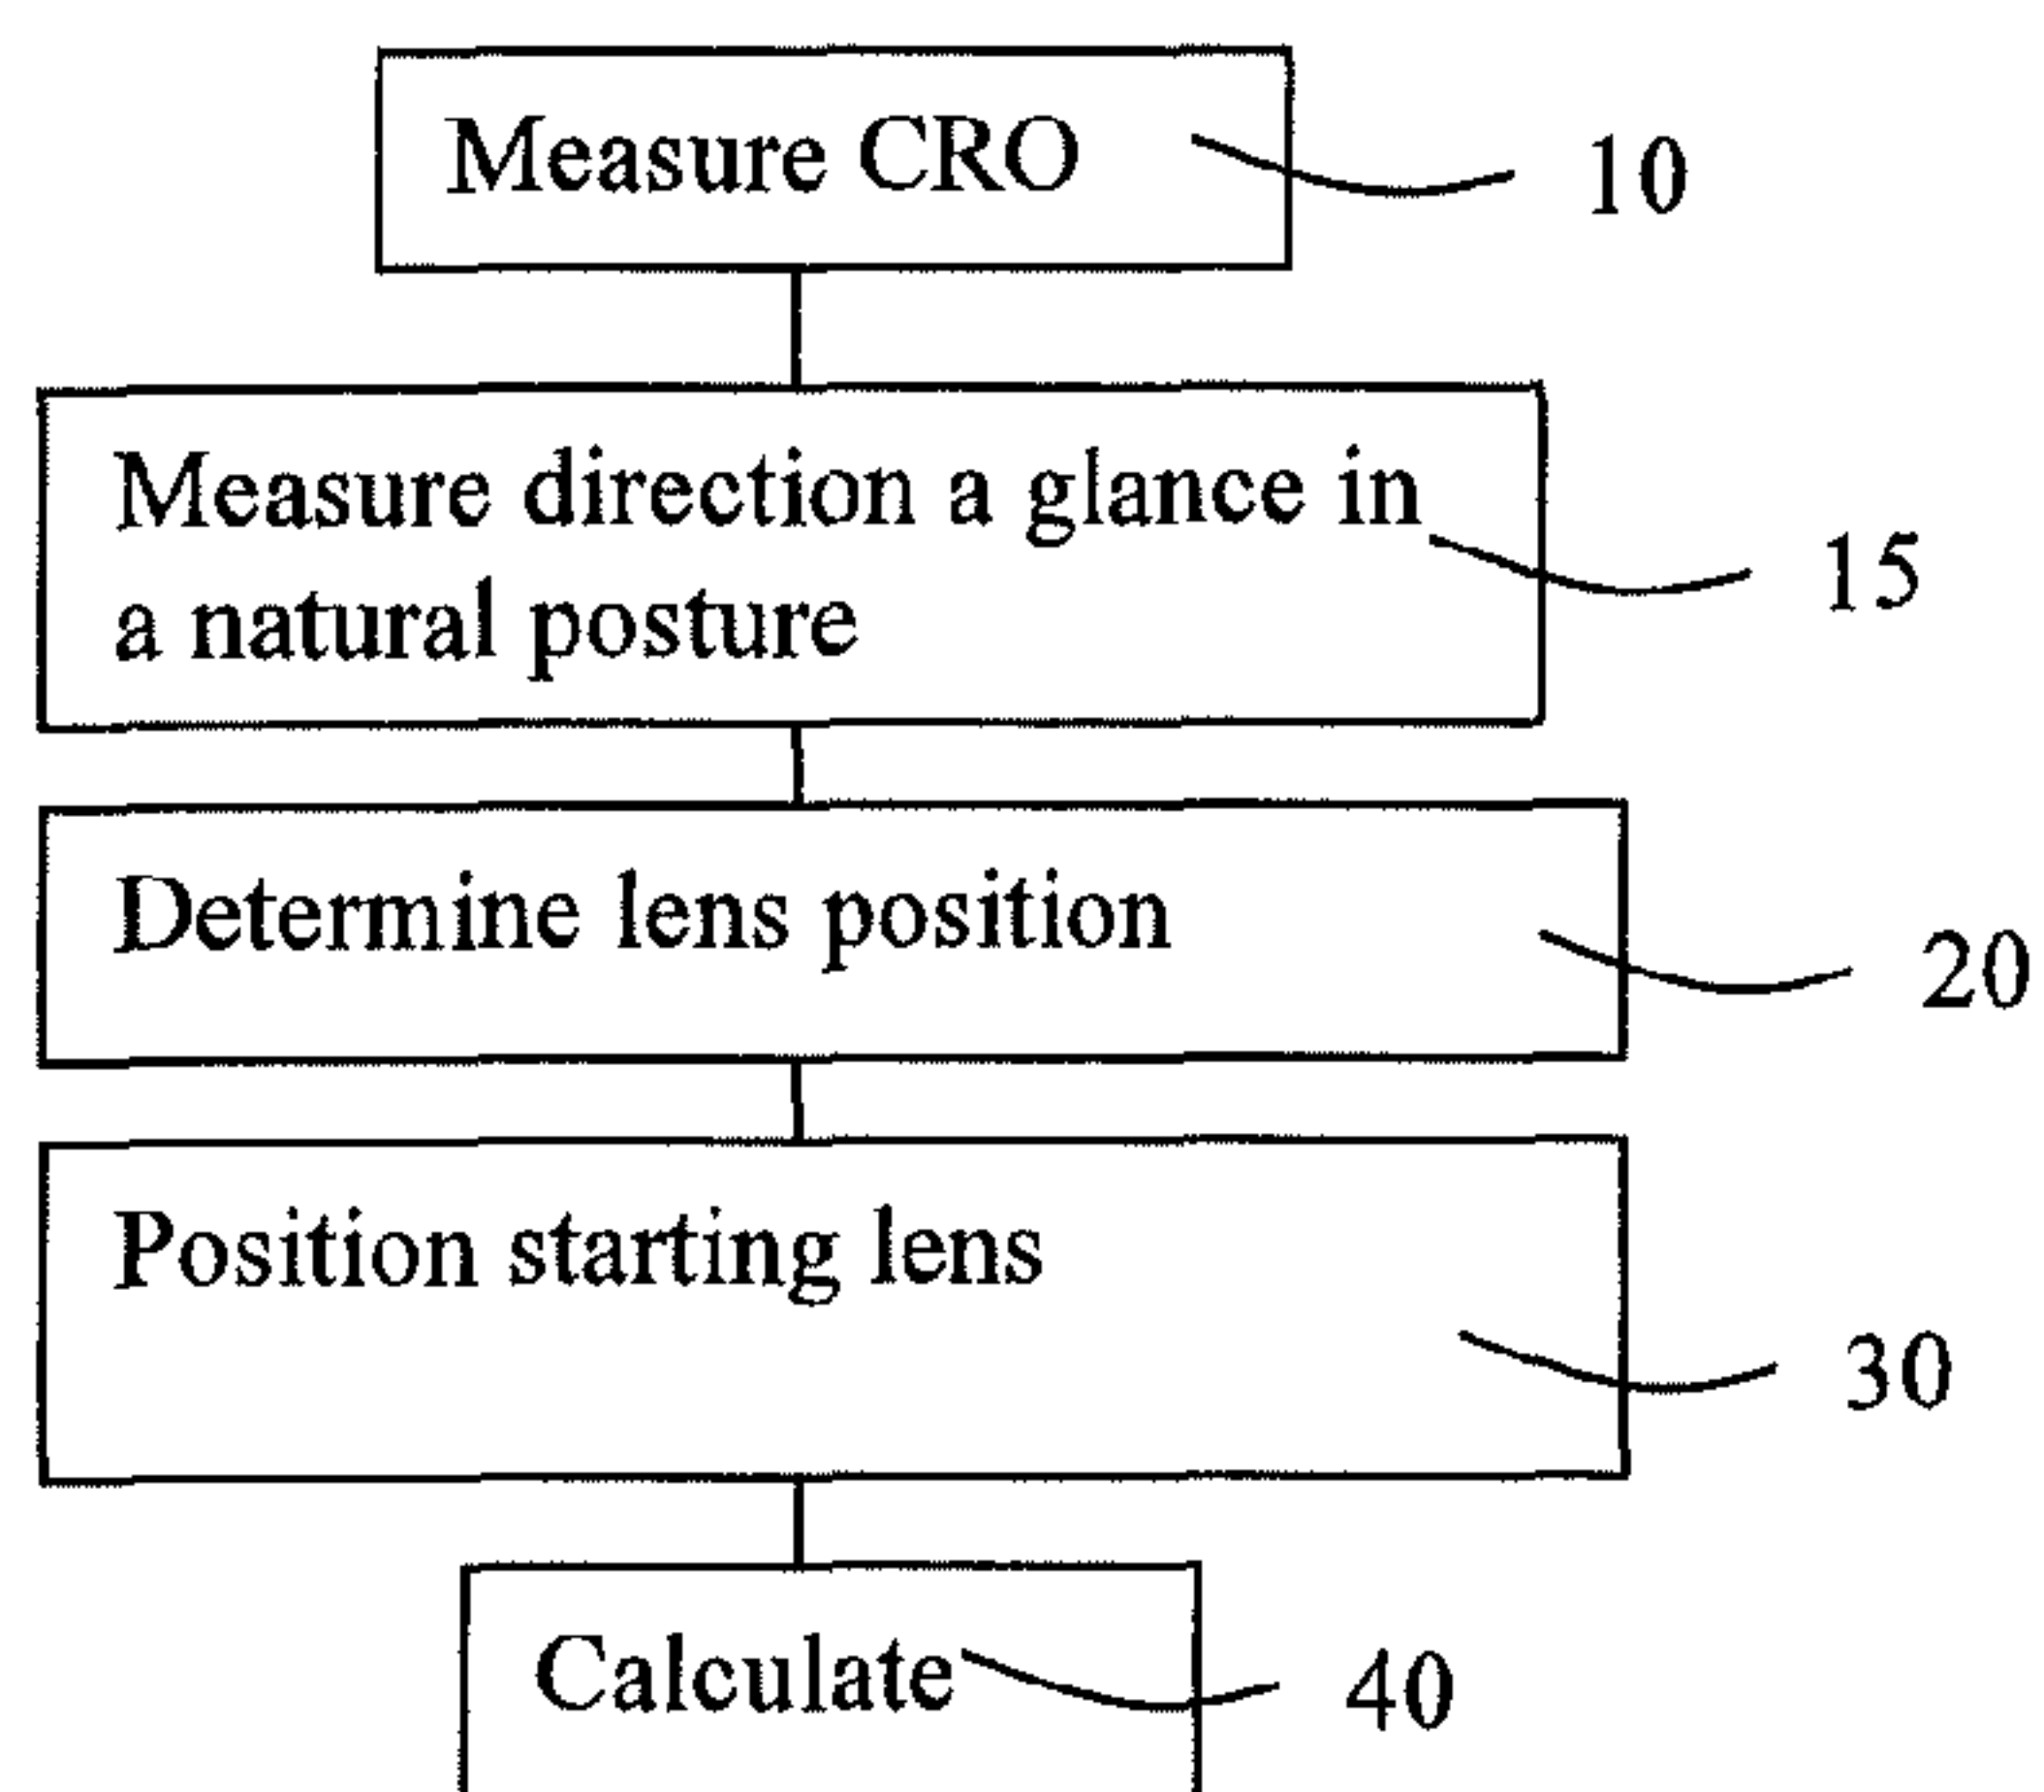 Measure CRO
10
Measure direction a glance in
a natural posture
15
Determine lens position
20
Position starting lens
30
Calculate
40